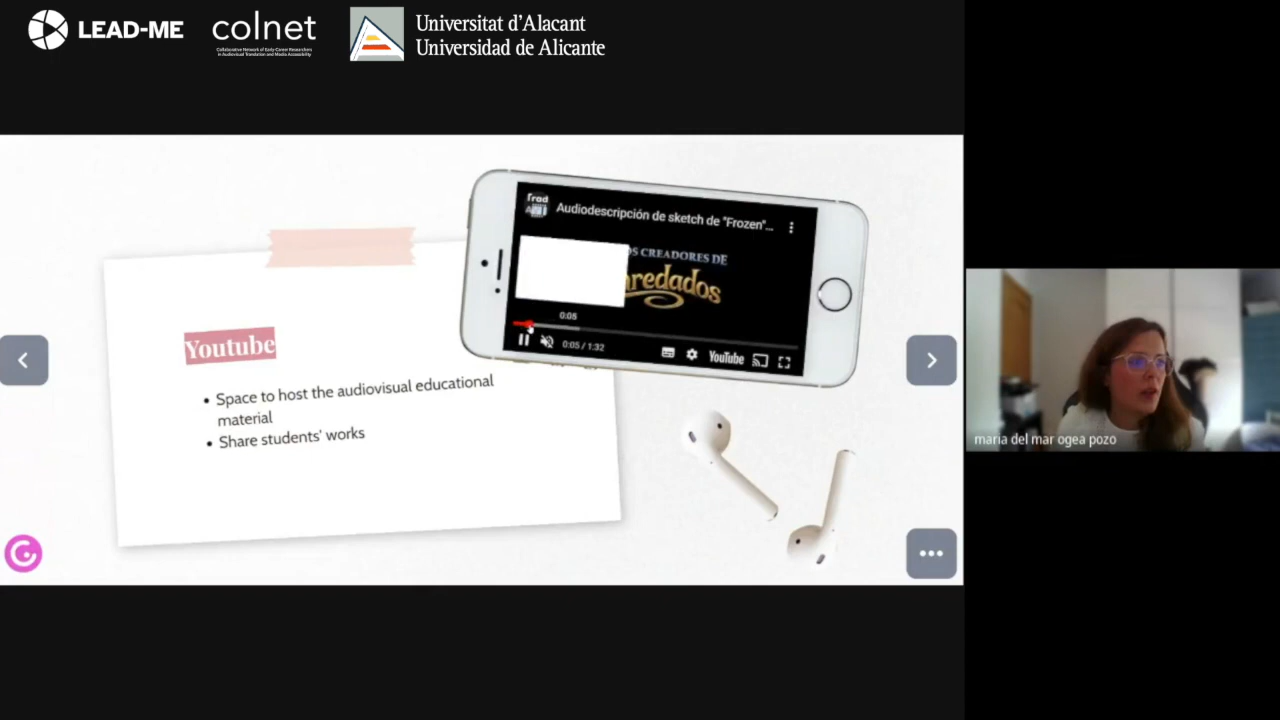 LEAD-ME
colnet
Collaborative Network of Early Career Researchers
in Audiovisual Translation and Media Accessibility
Universitat d'Alacant
Universidad de Alicante
Audiodescripción de sketch de "Frozen"...
OS CREADORES DE
nredados
0:05
0:05 / 1:32
YouTube
Youtube
• Space to host the audiovisual educational
material
• Share students' works
maria del mar ogea pozo